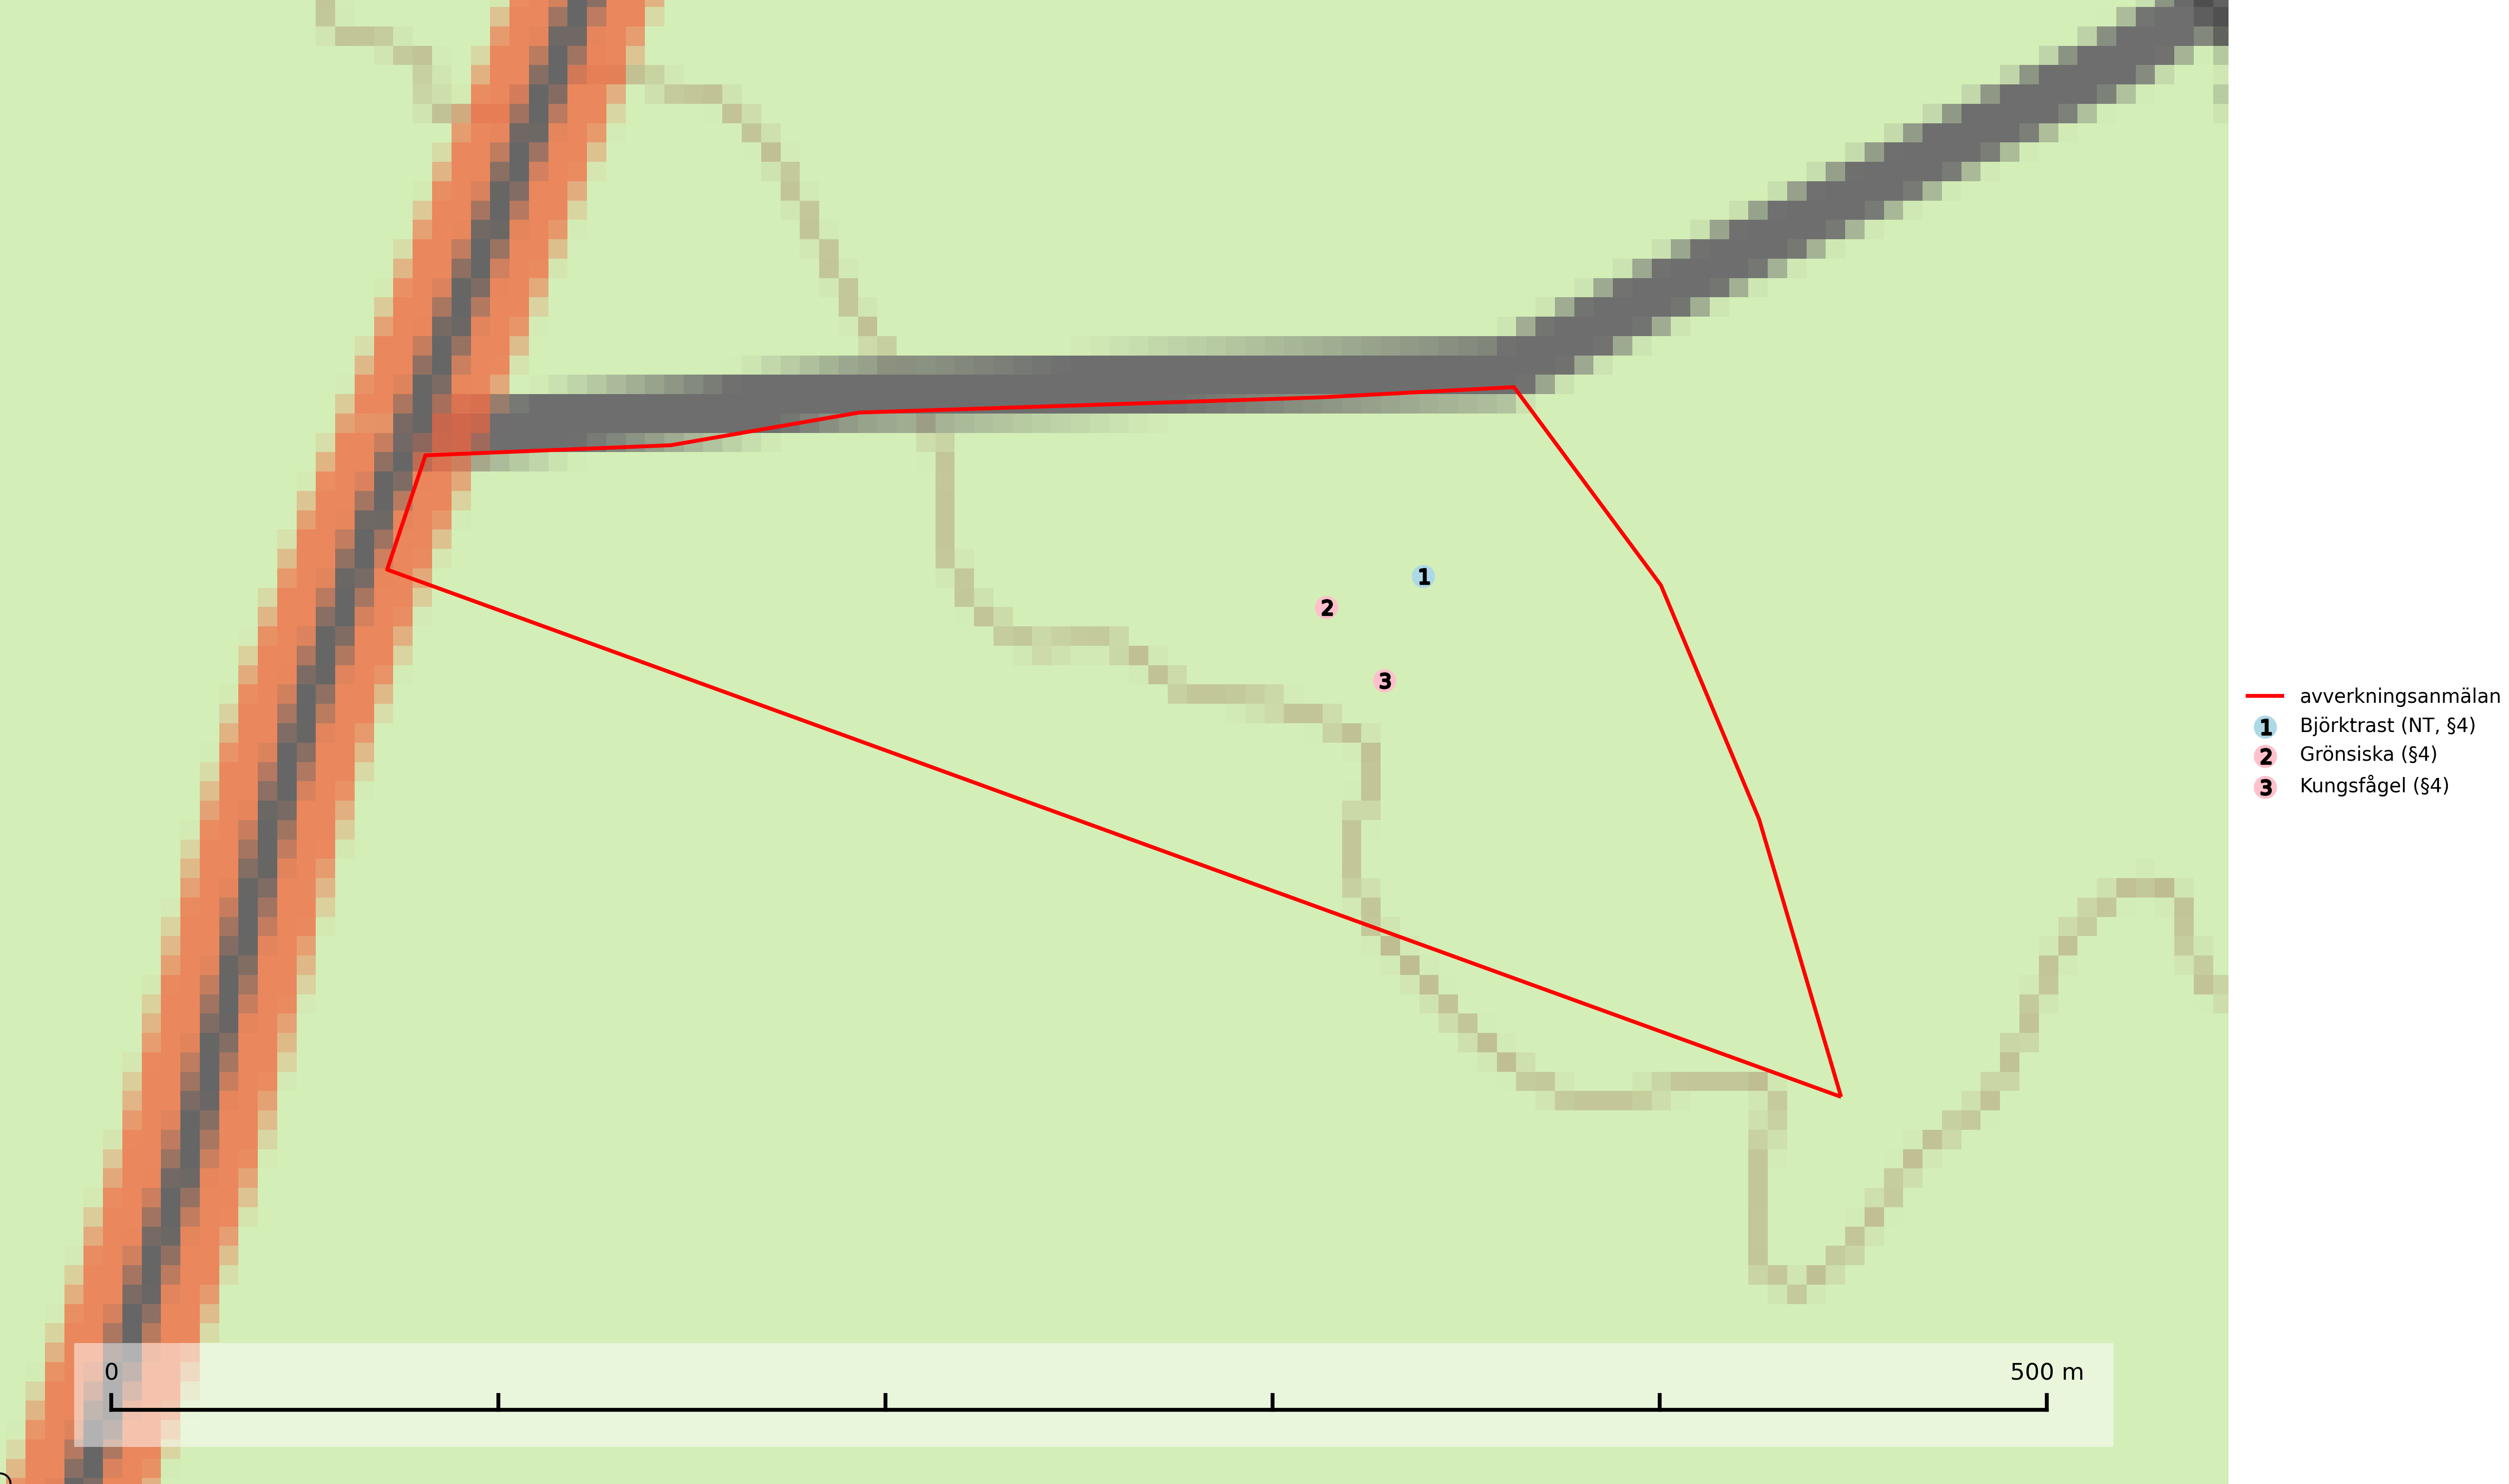 1
2
3
avverkningsanmälan
1 Björktrast (NT, §4)
2 Grönsiska (§4)
3 Kungsfågel (§4)
0 500 m